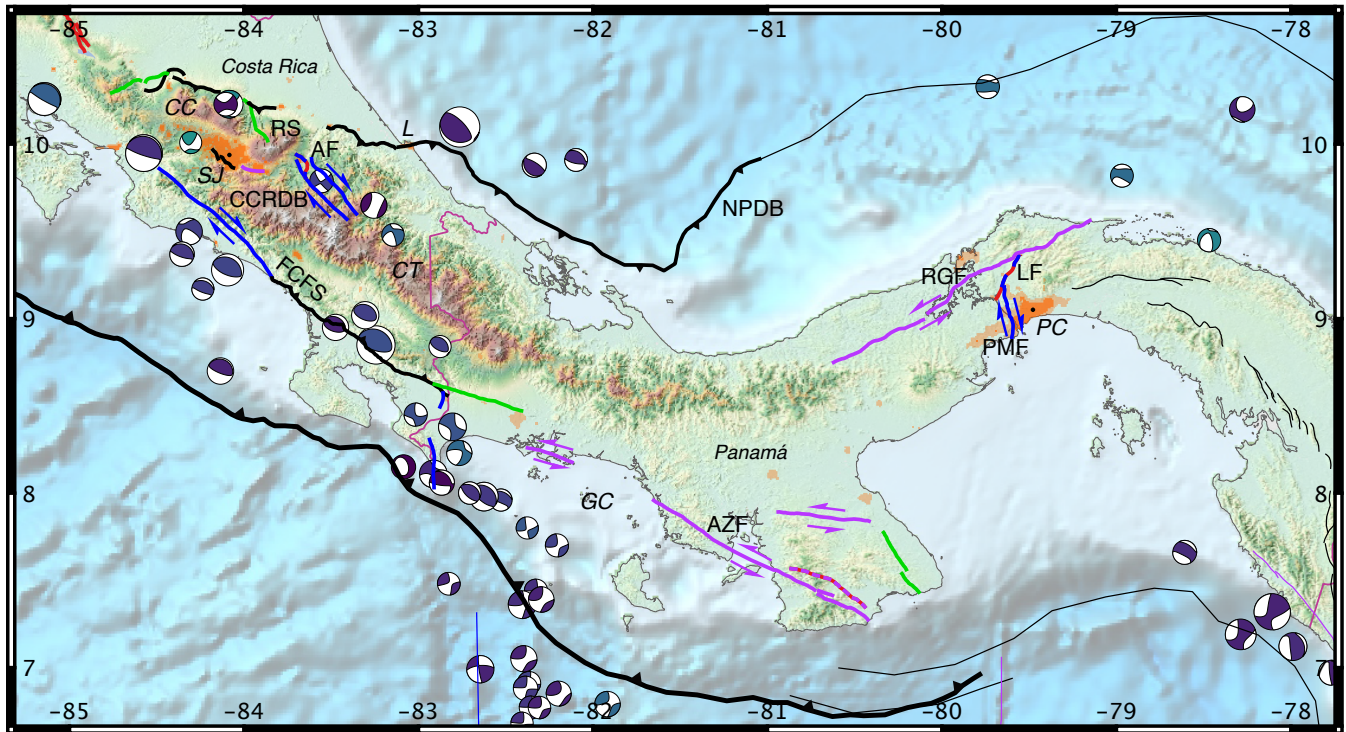 -85 -84 -83 -82 -81 -80 -79 -78
Costa Rica
CC
RS
L
10 10
AF
SJ
CCRDB
NPDB
FCFS
CT
RGF
LF
9 9
PC
PMF
Panamá
8 8
GC
AZF
7 7
-85 -84 -83 -82 -81 -80 -79 -78